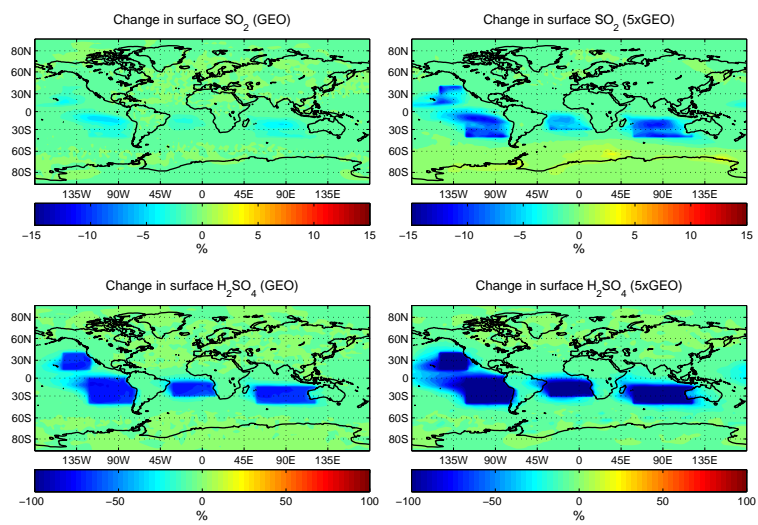 Change in surface SO2 (GEO)
80N
60N
30N
0
30S
60S
80S
135W 90W 45W 0 45E 90E 135E
−15 −10 −5 0 5 10 15
%
Change in surface SO2 (5xGEO)
80N
60N
30N
0
30S
60S
80S
135W 90W 45W 0 45E 90E 135E
−15 −10 −5 0 5 10 15
%
Change in surface H2SO4 (GEO)
80N
60N
30N
0
30S
60S
80S
135W 90W 45W 0 45E 90E 135E
−100 −50 0 50 100
%
Change in surface H2SO4 (5xGEO)
80N
60N
30N
0
30S
60S
80S
135W 90W 45W 0 45E 90E 135E
−100 −50 0 50 100
%